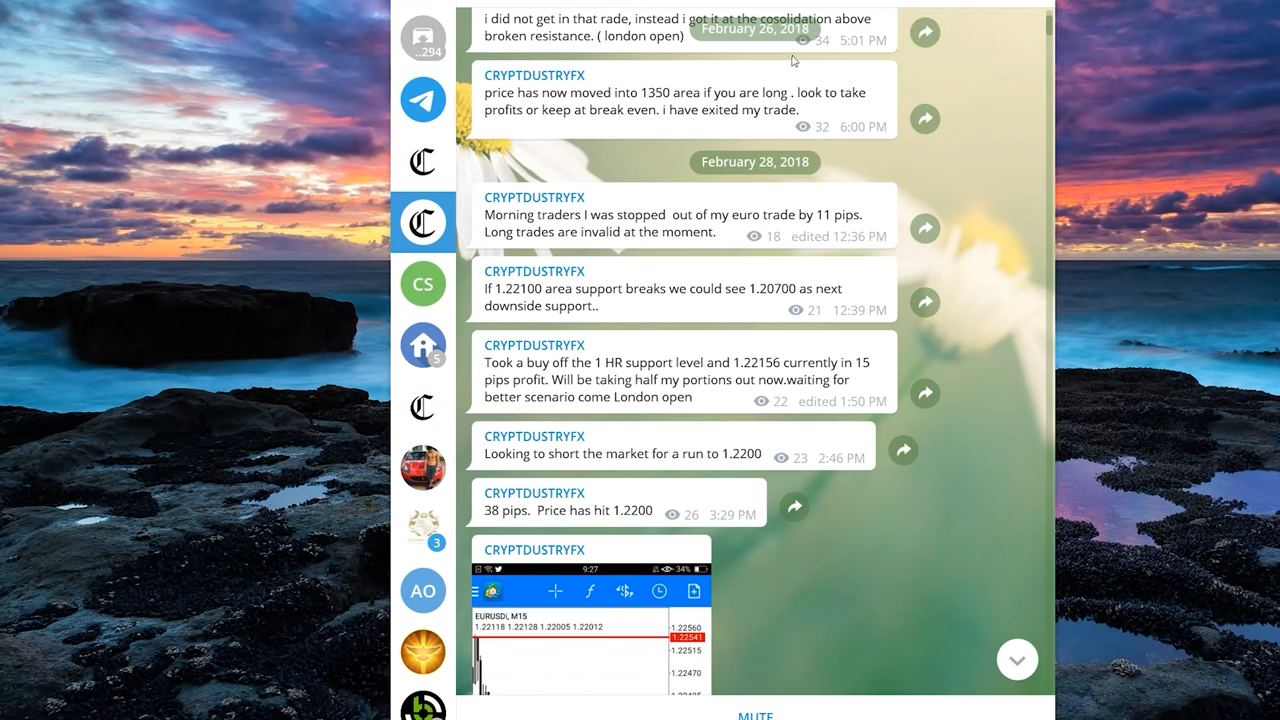 i did not get in that rade, instead i got it at the cosolidation above
broken resistance. ( london open)
34 5:01 PM
February 26, 2018
CRYPTDUSTRYFX
price has now moved into 1350 area if you are long . look to take
profits or keep at break even. i have exited my trade.
32 6:00 PM
February 28, 2018
CRYPTDUSTRYFX
Morning traders I was stopped out of my euro trade by 11 pips.
Long trades are invalid at the moment.
18 edited 12:36 PM
CRYPTDUSTRYFX
If 1.22100 area support breaks we could see 1.20700 as next
downside support..
21 12:39 PM
CRYPTDUSTRYFX
Took a buy off the 1 HR support level and 1.22156 currently in 15
pips profit. Will be taking half my portions out now.waiting for
better scenario come London open
22 edited 1:50 PM
CRYPTDUSTRYFX
Looking to short the market for a run to 1.2200
23 2:46 PM
CRYPTDUSTRYFX
38 pips. Price has hit 1.2200
26 3:29 PM
CRYPTDUSTRYFX
9:27
34%
EURUSDi, M15
1.22118 1.22128 1.22005 1.22012
1.22560
1.22541
1.22515
1.22470
MUTE
..294
C
C
CS
5
C
3
AO